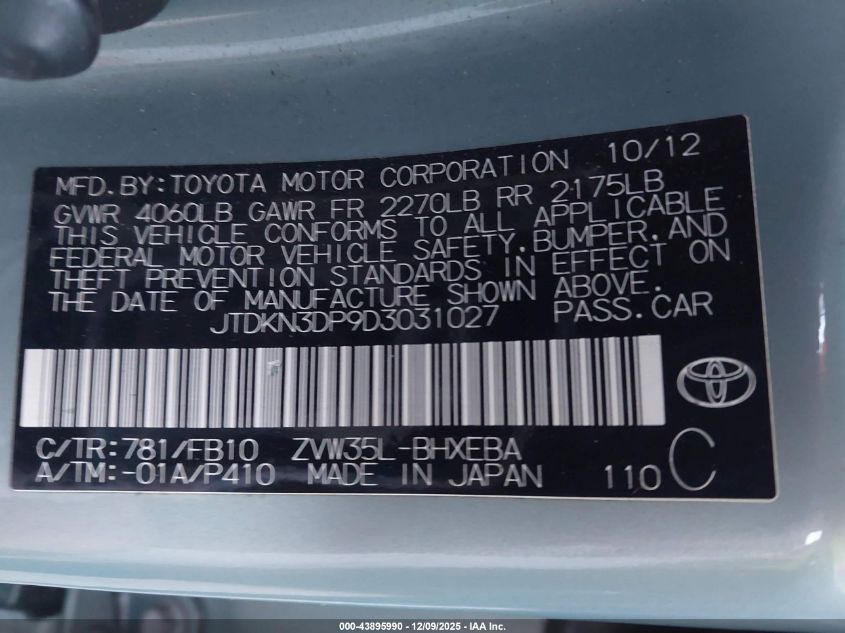 MFD. BY: TOYOTA MOTOR CORPORATION 10/12
GVWR 4060LB GAWR FR 2270LB RR 2175LB
THIS VEHICLE CONFORMS TO ALL APPLICABLE
FEDERAL MOTOR VEHICLE SAFETY, BUMPER, AND
THEFT PREVENTION STANDARDS IN EFFECT ON
THE DATE OF MANUFACTURE SHOWN ABOVE.
JTDKN3DP9D3031027 PASS. CAR
C/TR: 781/FB10 ZVW35L-BHXEBA
A/TM: -01A/P410 MADE IN JAPAN 110 C
000-43895990 - 12/09/2025 - IAA Inc.